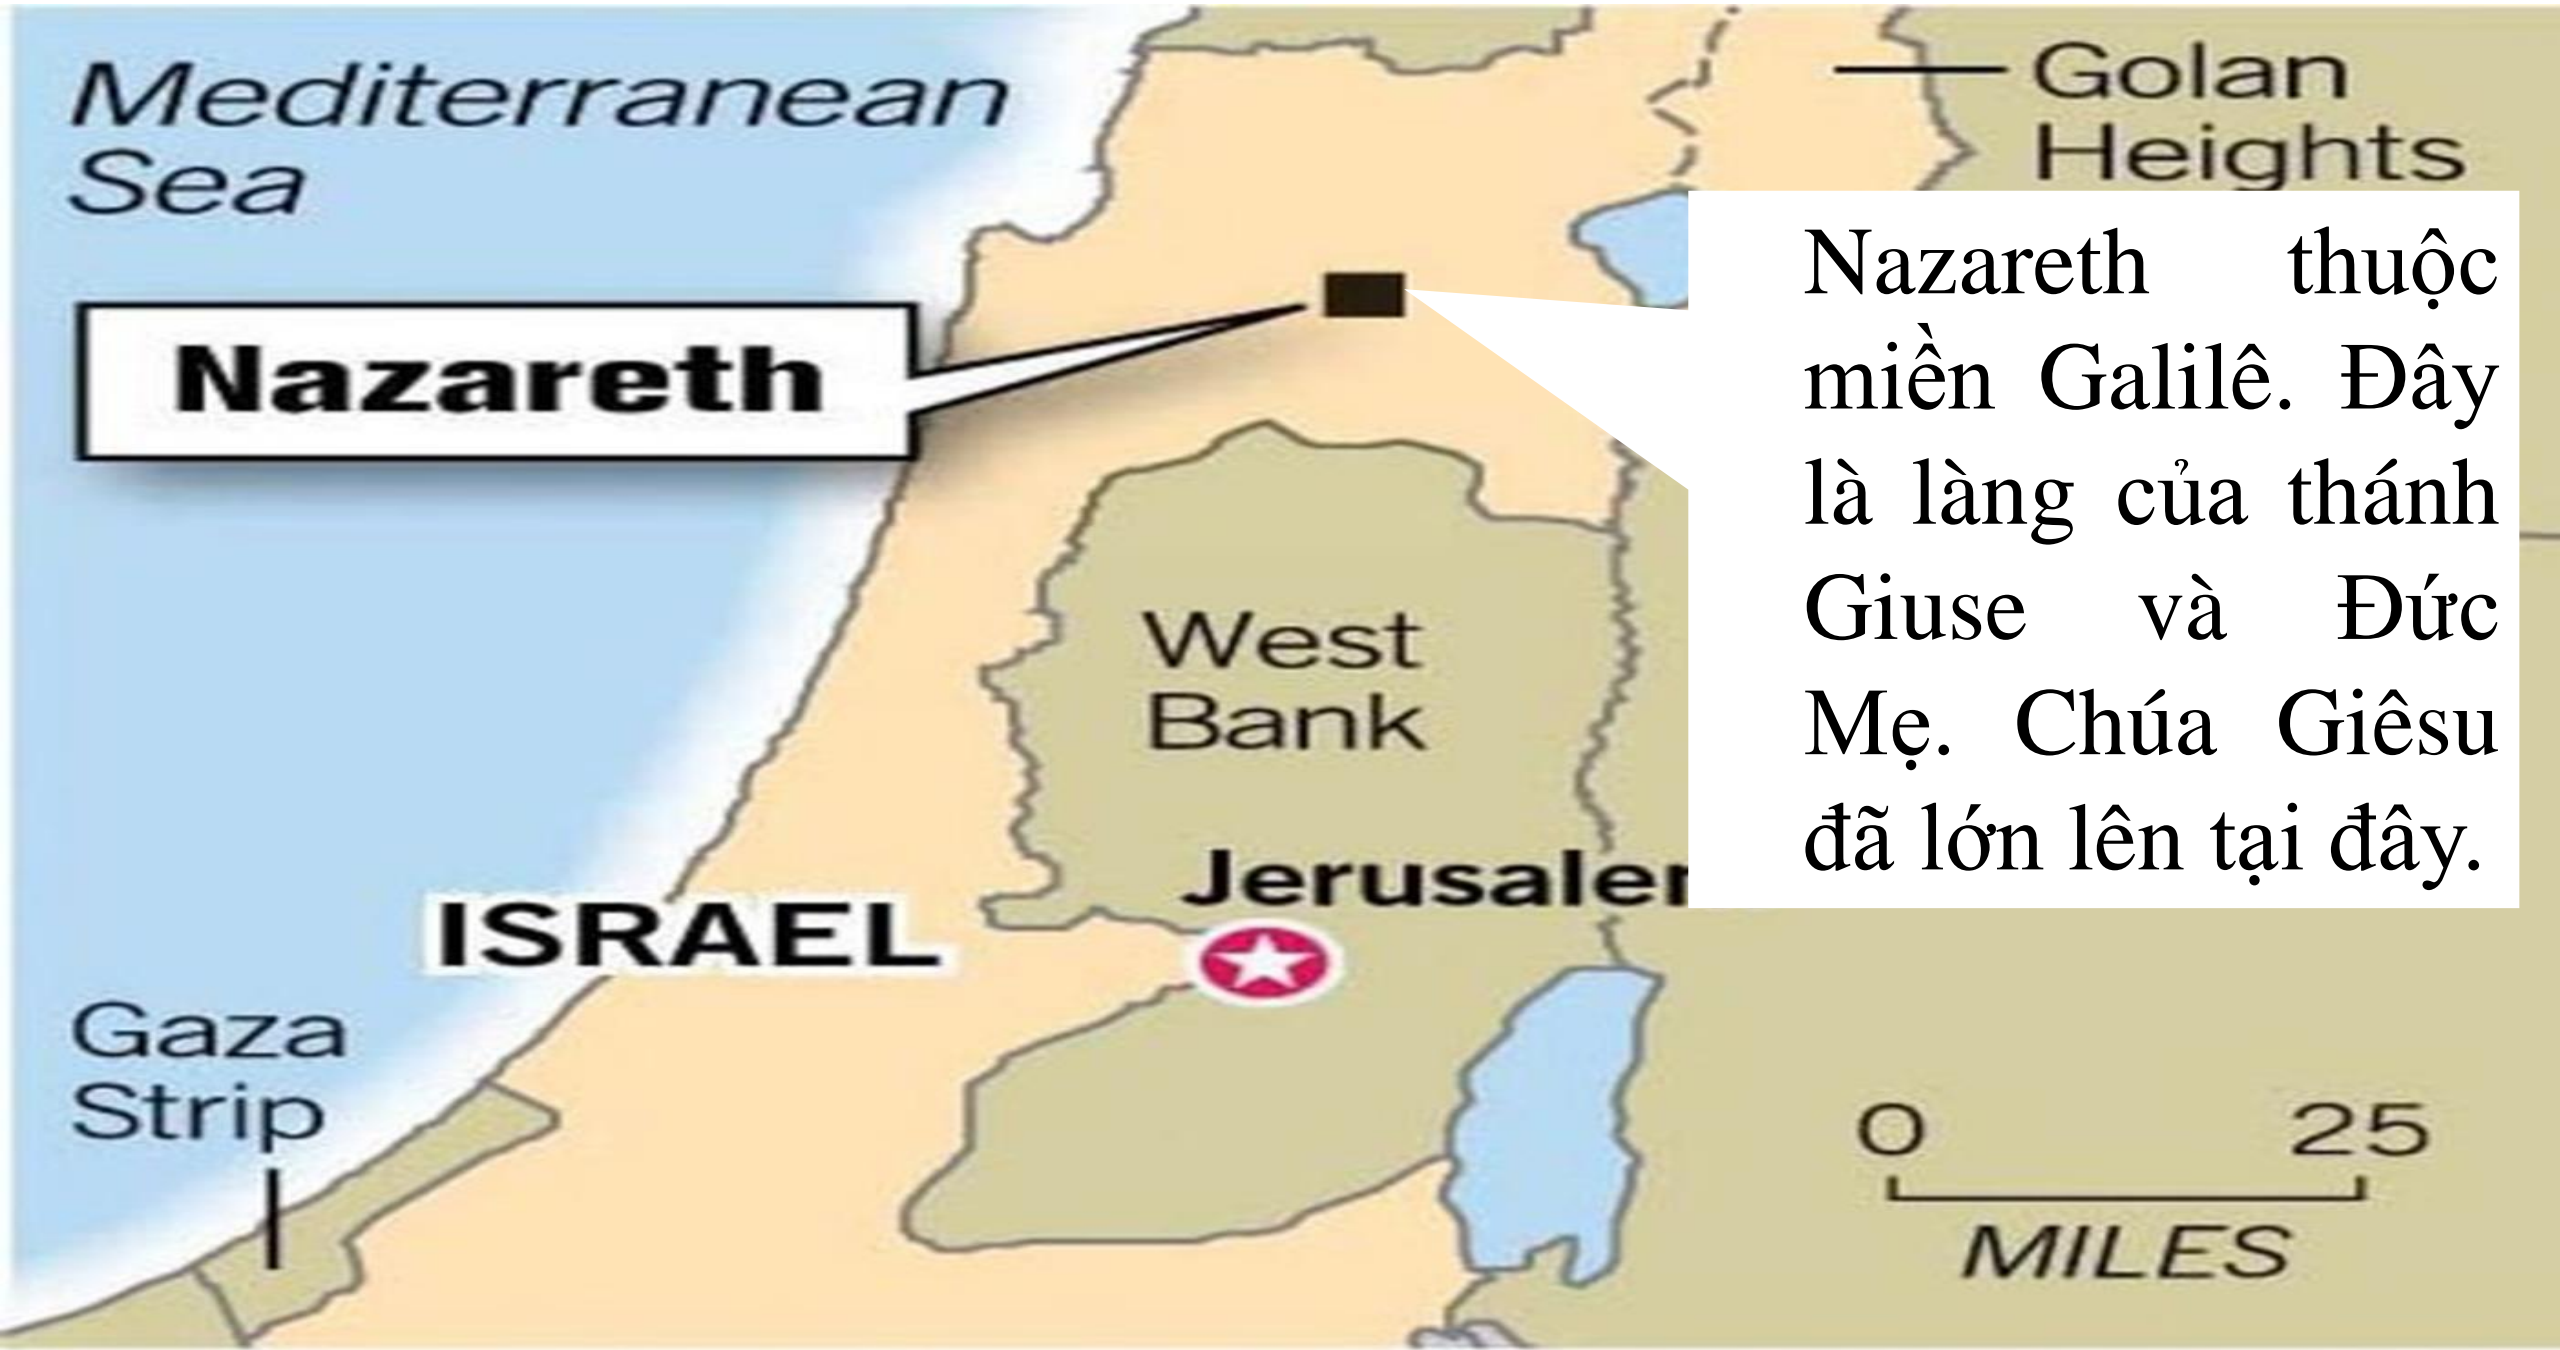 Mediterranean
Sea
Golan
Heights
Nazareth
Nazareth thuộc
miền Galilê. Đây
là làng của thánh
Giuse và Đức
Mẹ. Chúa Giêsu
đã lớn lên tại đây.
West
Bank
Jerusaler
ISRAEL
Gaza
Strip
0 25
MILES